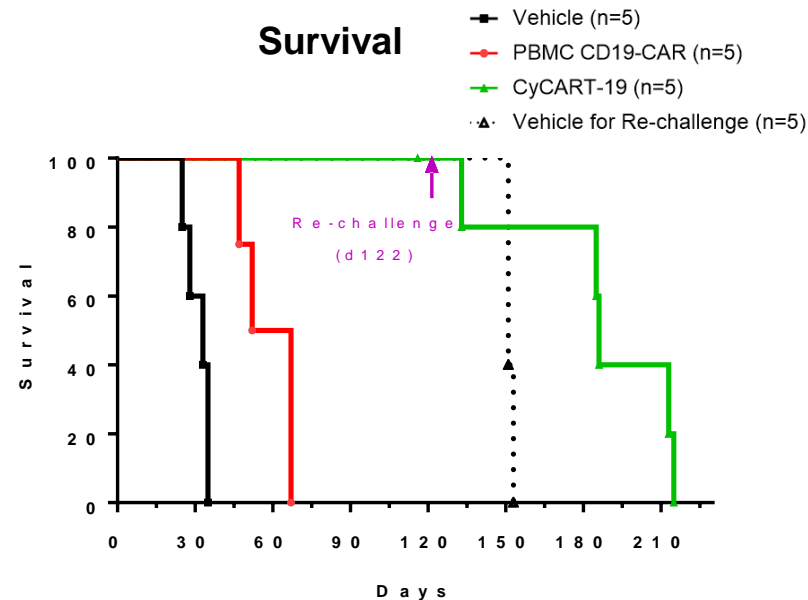 Survival
Vehicle (n=5)
PBMC CD19-CAR (n=5)
CyCART-19 (n=5)
Vehicle for Re-challenge (n=5)
100
80
60
40
20
0
Survival
Re-challenge
(d122)
0 30 60 90 120 150 180 210
Days